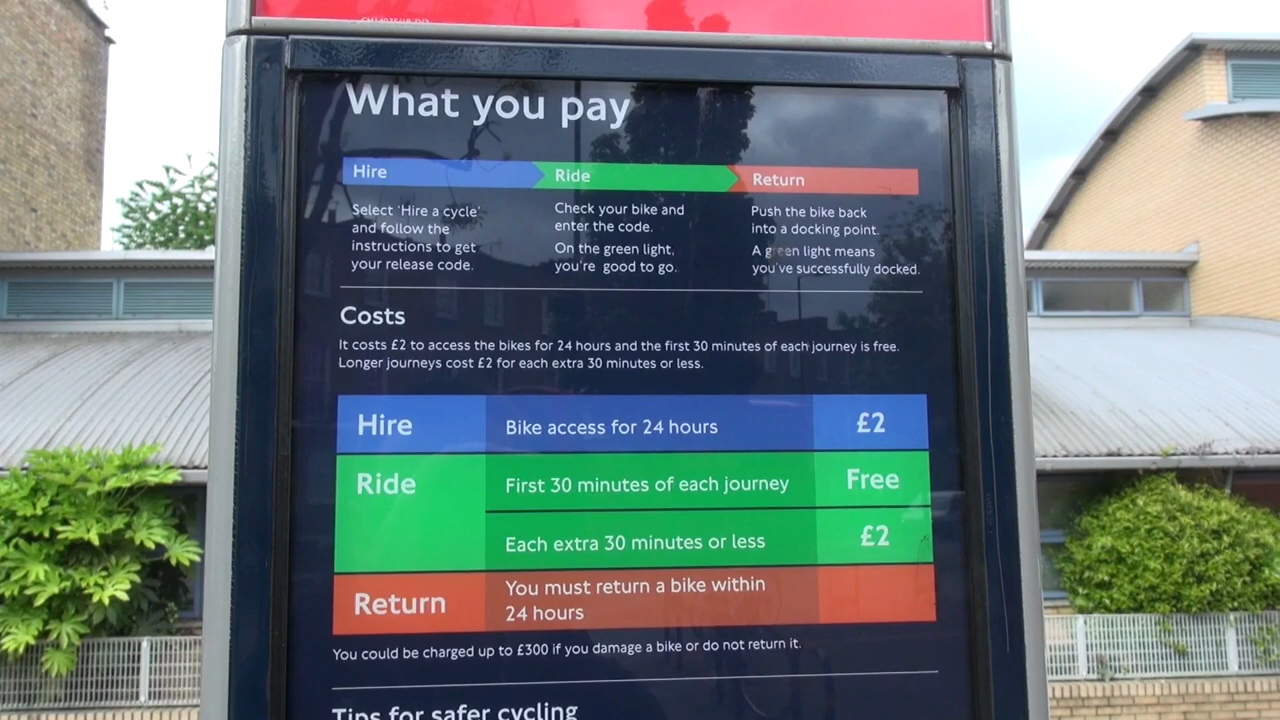 What you pay
Hire
Ride
Return
Select 'Hire a cycle'
and follow the
instructions to get
your release code.
Check your bike and
enter the code.
On the green light,
you're good to go.
Push the bike back
into a docking point.
A green light means
you've successfully docked.
Costs
It costs £2 to access the bikes for 24 hours and the first 30 minutes of each journey is free.
Longer journeys cost £2 for each extra 30 minutes or less.
Hire Bike access for 24 hours £2
Ride First 30 minutes of each journey Free
Each extra 30 minutes or less £2
Return You must return a bike within
24 hours
You could be charged up to £300 if you damage a bike or do not return it.
Tips for safer cycling